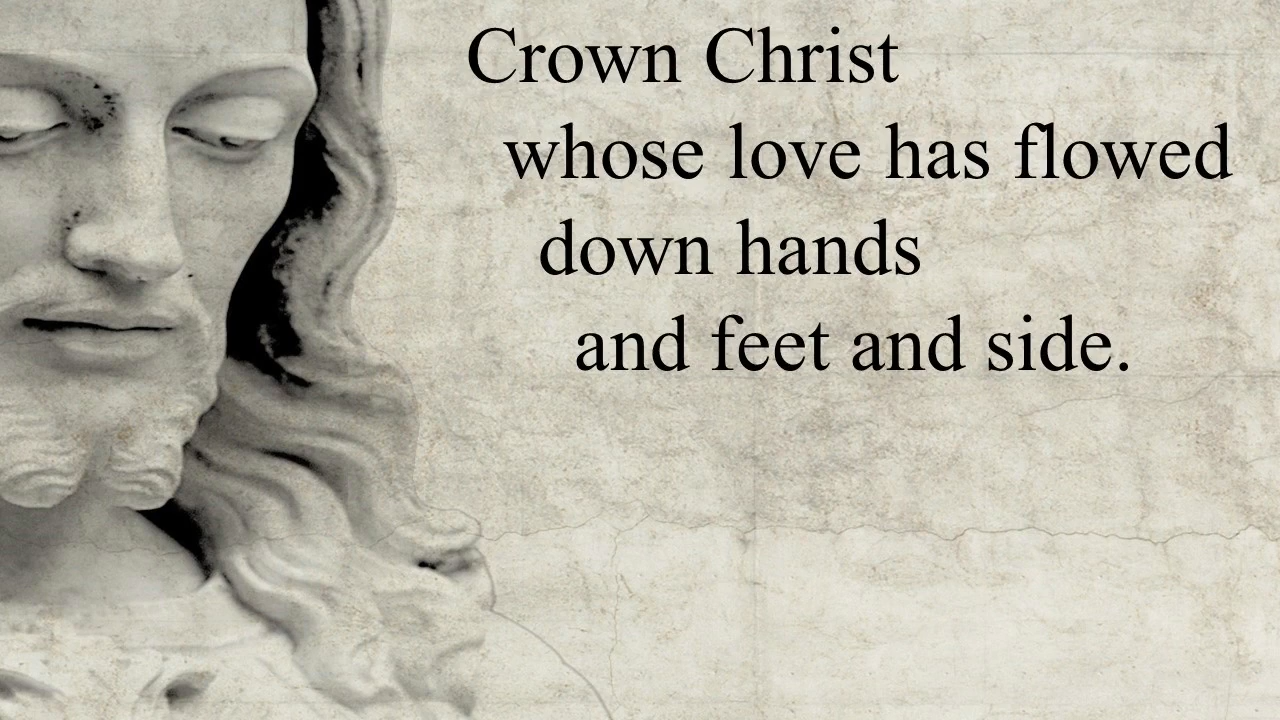 Crown Christ
whose love has flowed
down hands
and feet and side.